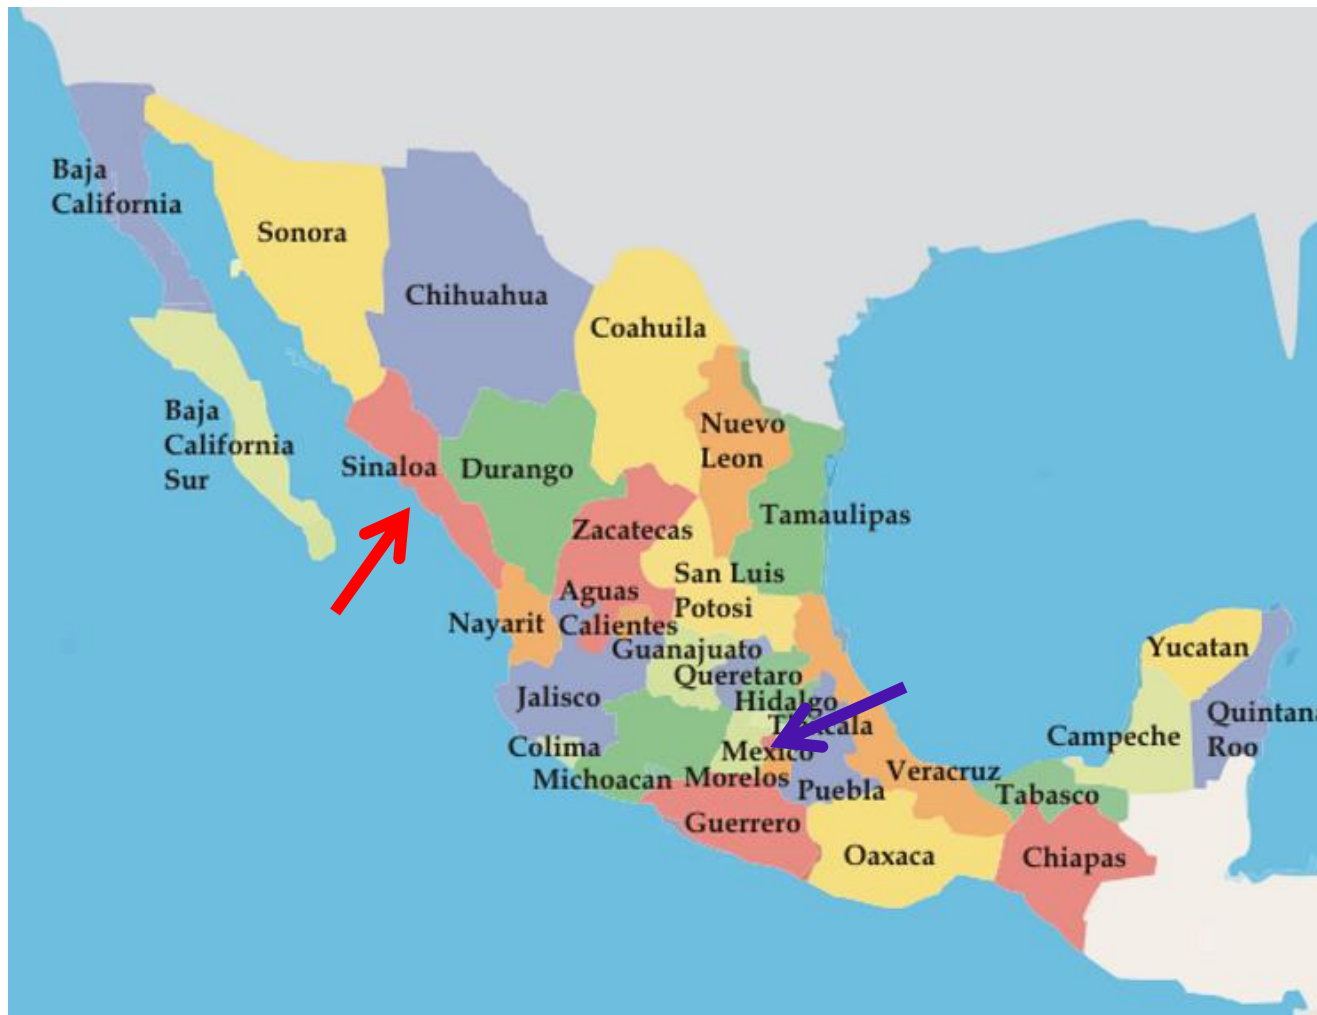 Baja
California
Sonora
Chihuahua
Coahuila
Baja
California
Sur
Sinaloa
Durango
Nuevo
Leon
Zacatecas
Tamaulipas
San Luis
Potosi
Aguas
Calientes
Nayarit
Guanajuato
Queretaro
Jalisco
Hidalgo
Tlaxcala
Colima
Mexico
Michoacan
Morelos
Puebla
Veracruz
Guerrero
Oaxaca
Tabasco
Chiapas
Campeche
Yucatan
Quintana
Roo